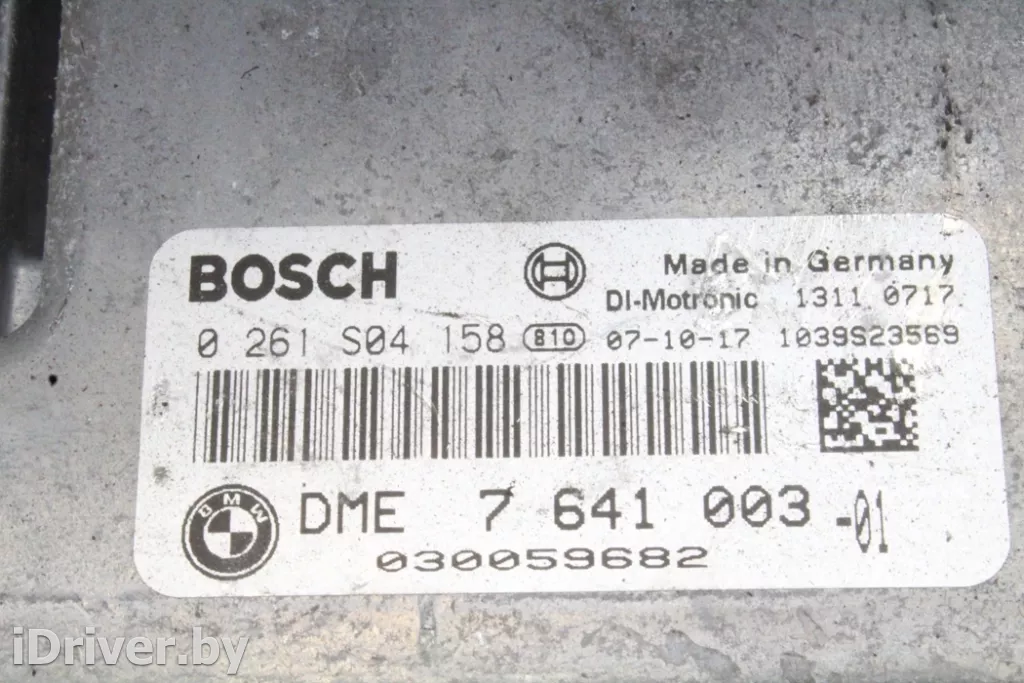 BOSCH
Made in Germany
DI-Motronic 1311 0717
0 261 S04 158 810 07-10-17 1039S23569
BMW
DME 7 641 003 -01
030059682
iDriver.by